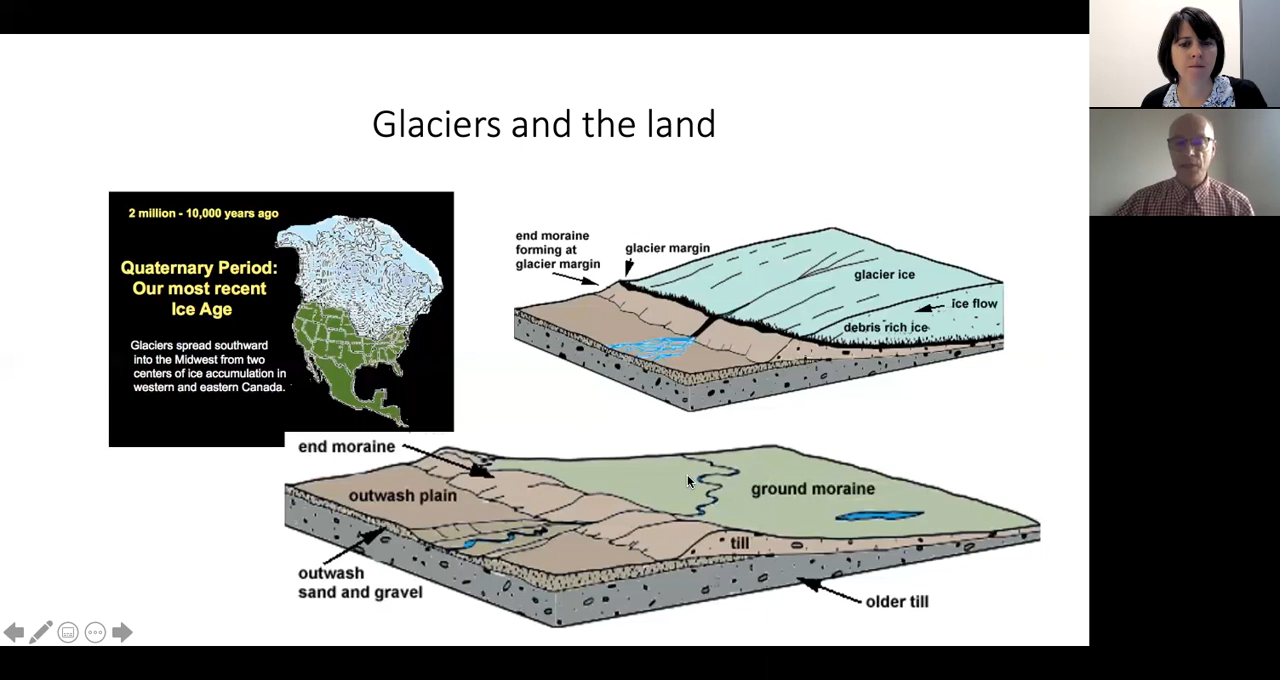 Glaciers and the land
2 million - 10,000 years ago
Quaternary Period:
Our most recent
Ice Age
Glaciers spread southward
into the Midwest from two
centers of ice accumulation in
western and eastern Canada.
end moraine
forming at
glacier margin
glacier margin
glacier ice
ice flow
debris rich ice
end moraine
outwash plain
ground moraine
till
outwash
sand and gravel
older till